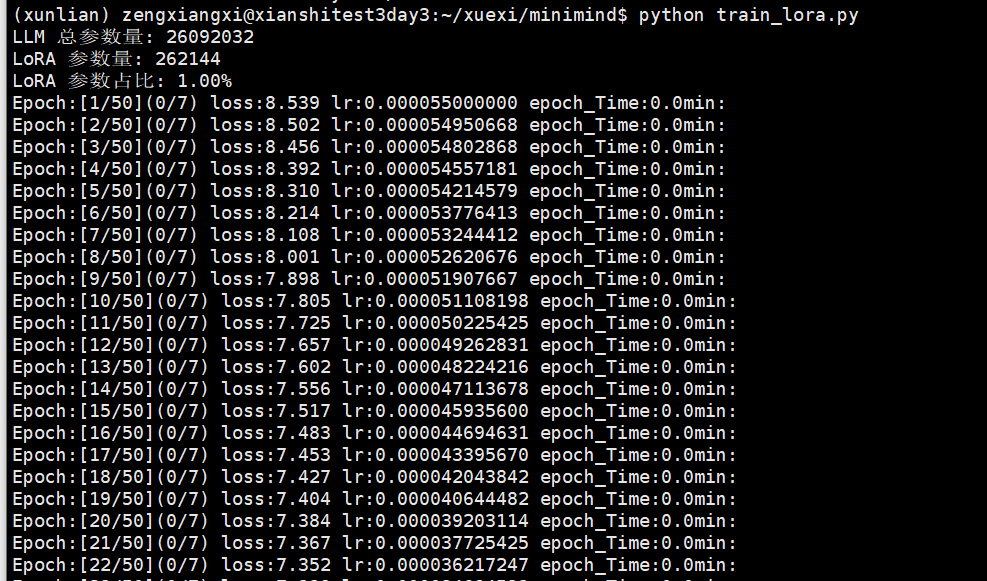 (xunlian) zengxiangxi@xianshitest3day3:~/xuexi/minimind$ python train_lora.py
LLM 总参数量: 26092032
LoRA 参数量: 262144
LoRA 参数占比: 1.00%
Epoch:[1/50](0/7) loss:8.539 lr:0.000055000000 epoch_Time:0.0min:
Epoch:[2/50](0/7) loss:8.502 lr:0.000054950668 epoch_Time:0.0min:
Epoch:[3/50](0/7) loss:8.456 lr:0.000054802868 epoch_Time:0.0min:
Epoch:[4/50](0/7) loss:8.392 lr:0.000054557181 epoch_Time:0.0min:
Epoch:[5/50](0/7) loss:8.310 lr:0.000054214579 epoch_Time:0.0min:
Epoch:[6/50](0/7) loss:8.214 lr:0.000053776413 epoch_Time:0.0min:
Epoch:[7/50](0/7) loss:8.108 lr:0.000053244412 epoch_Time:0.0min:
Epoch:[8/50](0/7) loss:8.001 lr:0.000052620676 epoch_Time:0.0min:
Epoch:[9/50](0/7) loss:7.898 lr:0.000051907667 epoch_Time:0.0min:
Epoch:[10/50](0/7) loss:7.805 lr:0.000051108198 epoch_Time:0.0min:
Epoch:[11/50](0/7) loss:7.725 lr:0.000050225425 epoch_Time:0.0min:
Epoch:[12/50](0/7) loss:7.657 lr:0.000049262831 epoch_Time:0.0min:
Epoch:[13/50](0/7) loss:7.602 lr:0.000048224216 epoch_Time:0.0min:
Epoch:[14/50](0/7) loss:7.556 lr:0.000047113678 epoch_Time:0.0min:
Epoch:[15/50](0/7) loss:7.517 lr:0.000045935600 epoch_Time:0.0min:
Epoch:[16/50](0/7) loss:7.483 lr:0.000044694631 epoch_Time:0.0min:
Epoch:[17/50](0/7) loss:7.453 lr:0.000043395670 epoch_Time:0.0min:
Epoch:[18/50](0/7) loss:7.427 lr:0.000042043842 epoch_Time:0.0min:
Epoch:[19/50](0/7) loss:7.404 lr:0.000040644482 epoch_Time:0.0min:
Epoch:[20/50](0/7) loss:7.384 lr:0.000039203114 epoch_Time:0.0min:
Epoch:[21/50](0/7) loss:7.367 lr:0.000037725425 epoch_Time:0.0min:
Epoch:[22/50](0/7) loss:7.352 lr:0.000036217247 epoch_Time:0.0min: